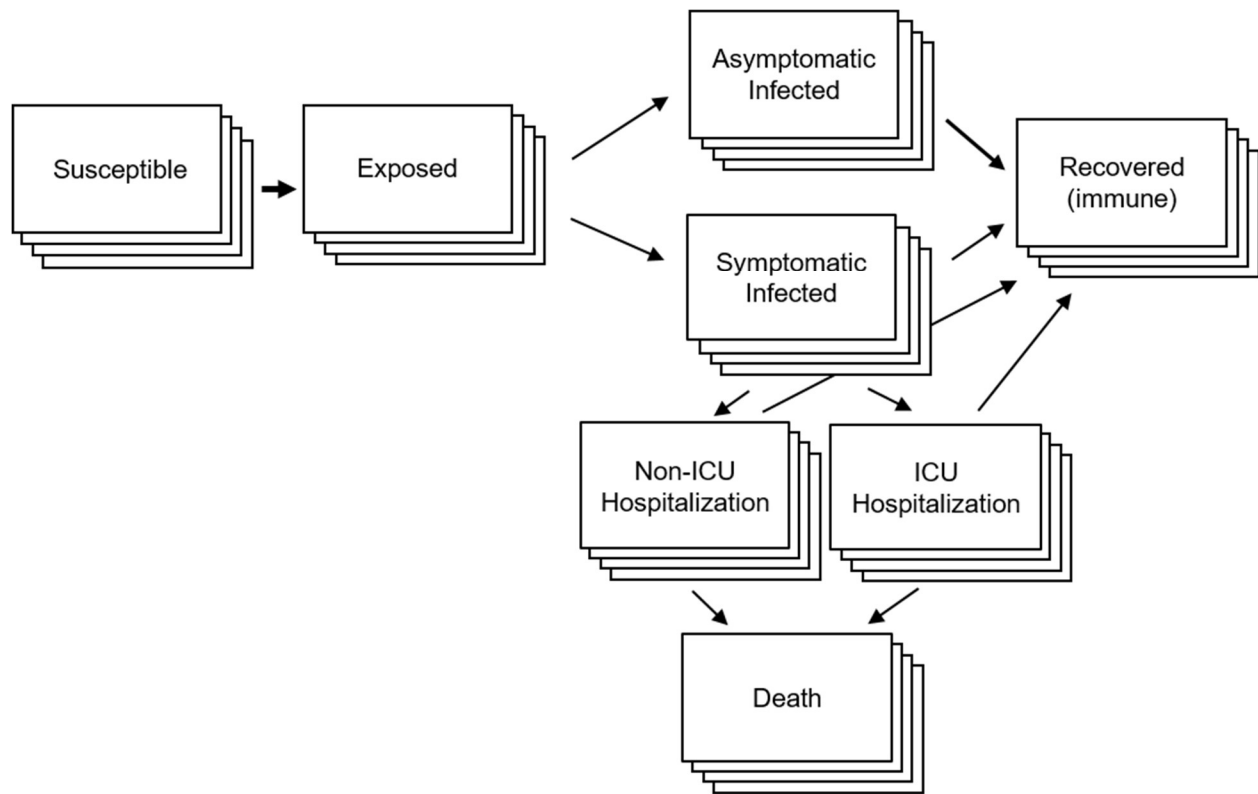 Susceptible
Exposed
Asymptomatic
Infected
Symptomatic
Infected
Recovered
(immune)
Non-ICU
Hospitalization
ICU
Hospitalization
Death